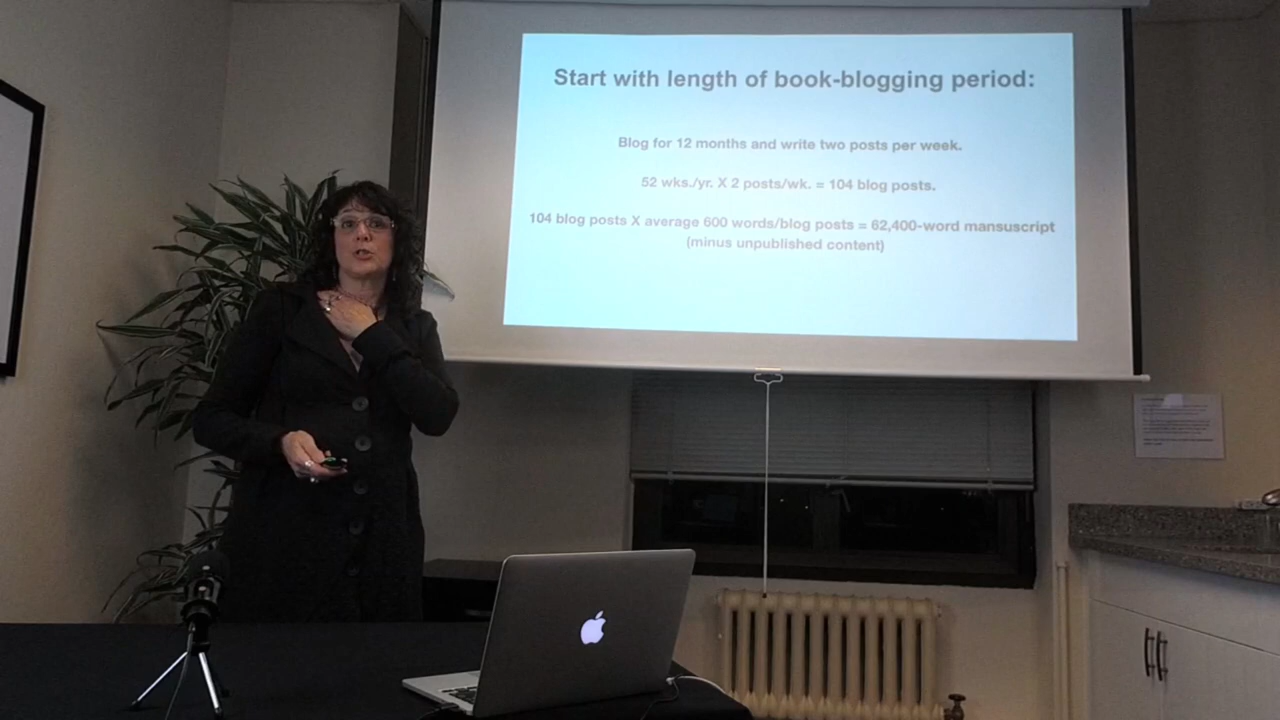 Start with length of book-blogging period:
Blog for 12 months and write two posts per week.
52 wks./yr. X 2 posts/wk. = 104 blog posts.
104 blog posts X average 600 words/blog posts = 62,400-word mansuscript
(minus unpublished content)